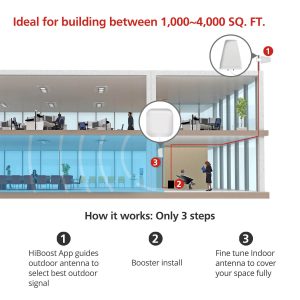 Ideal for building between 1,000~4,000 SQ. FT.
1
3
2
How it works: Only 3 steps
1
HiBoost App guides
outdoor antenna to
select best outdoor
signal
2
Booster install
3
Fine tune Indoor
antenna to cover
your space fully